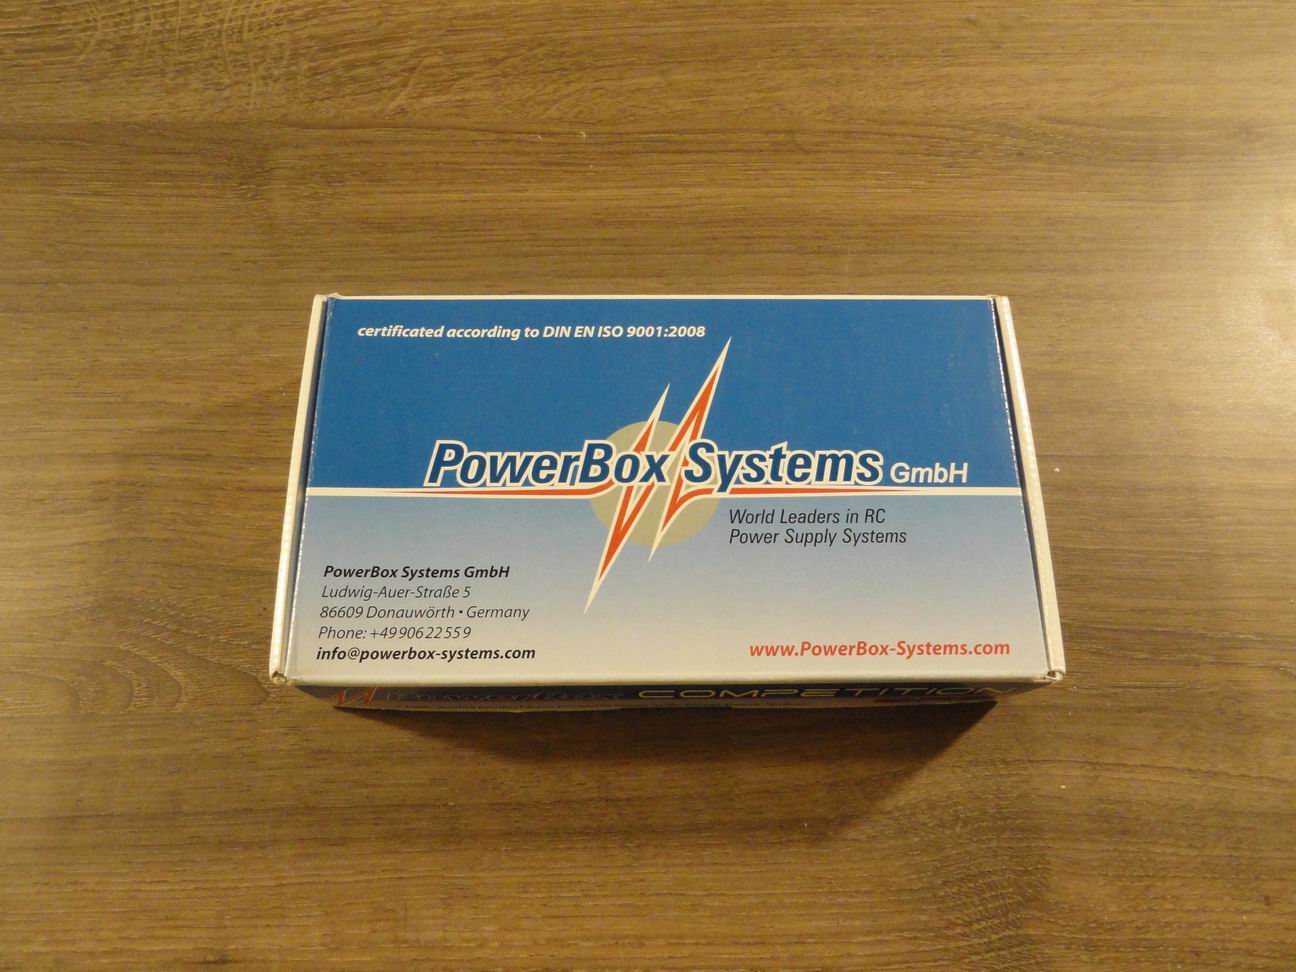 certificated according to DIN EN ISO 9001:2008
PowerBox Systems GmbH
World Leaders in RC
Power Supply Systems
PowerBox Systems GmbH
Ludwig-Auer-Straße 5
86609 Donauwörth • Germany
Phone: +4990622559
info@powerbox-systems.com
www.PowerBox-Systems.com
PowerBox COMPETITION